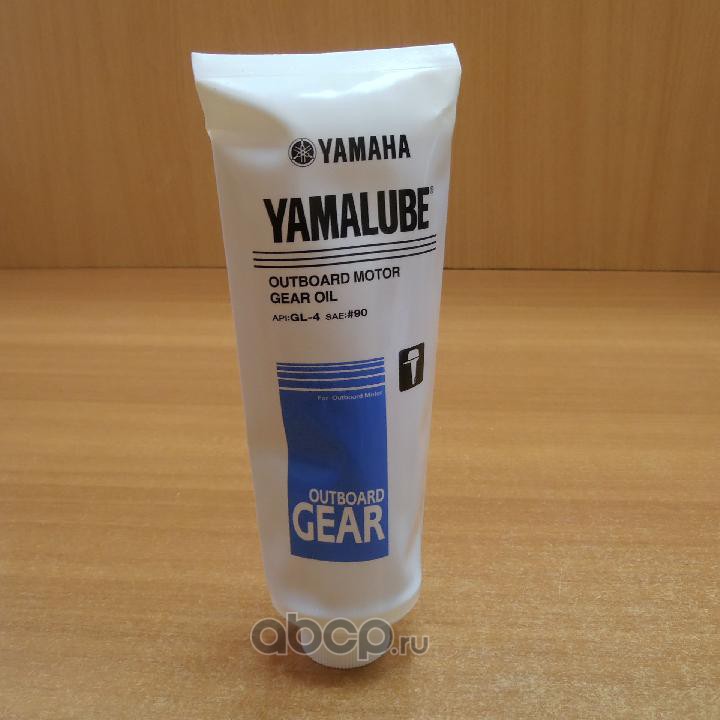 YAMAHA
YAMALUBE®
OUTBOARD MOTOR
GEAR OIL
API:GL-4 SAE:#90
For Outboard Motor
OUTBOARD
GEAR
abcp.ru